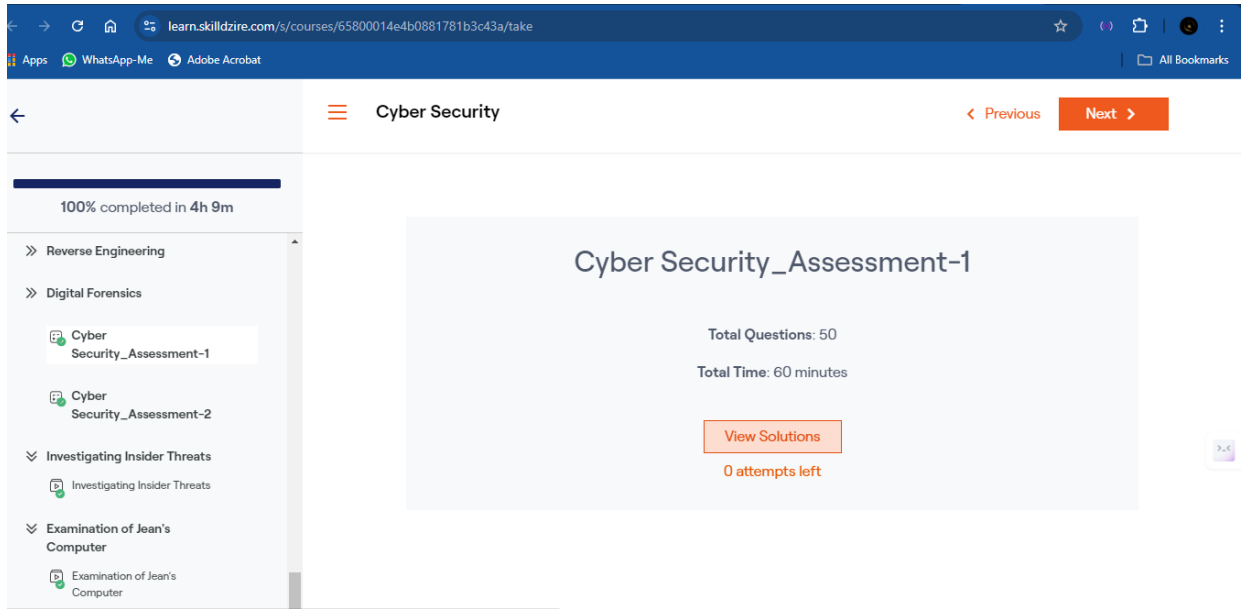 learn.skilldzire.com/s/courses/65800014e4b0881781b3c43a/take
Apps WhatsApp-Me Adobe Acrobat All Bookmarks
Cyber Security
Previous
Next
100% completed in 4h 9m
Reverse Engineering
Digital Forensics
Cyber
Security_Assessment-1
Cyber
Security_Assessment-2
Investigating Insider Threats
Investigating Insider Threats
Examination of Jean's
Computer
Examination of Jean's
Computer
Cyber Security_Assessment-1
Total Questions: 50
Total Time: 60 minutes
View Solutions
0 attempts left